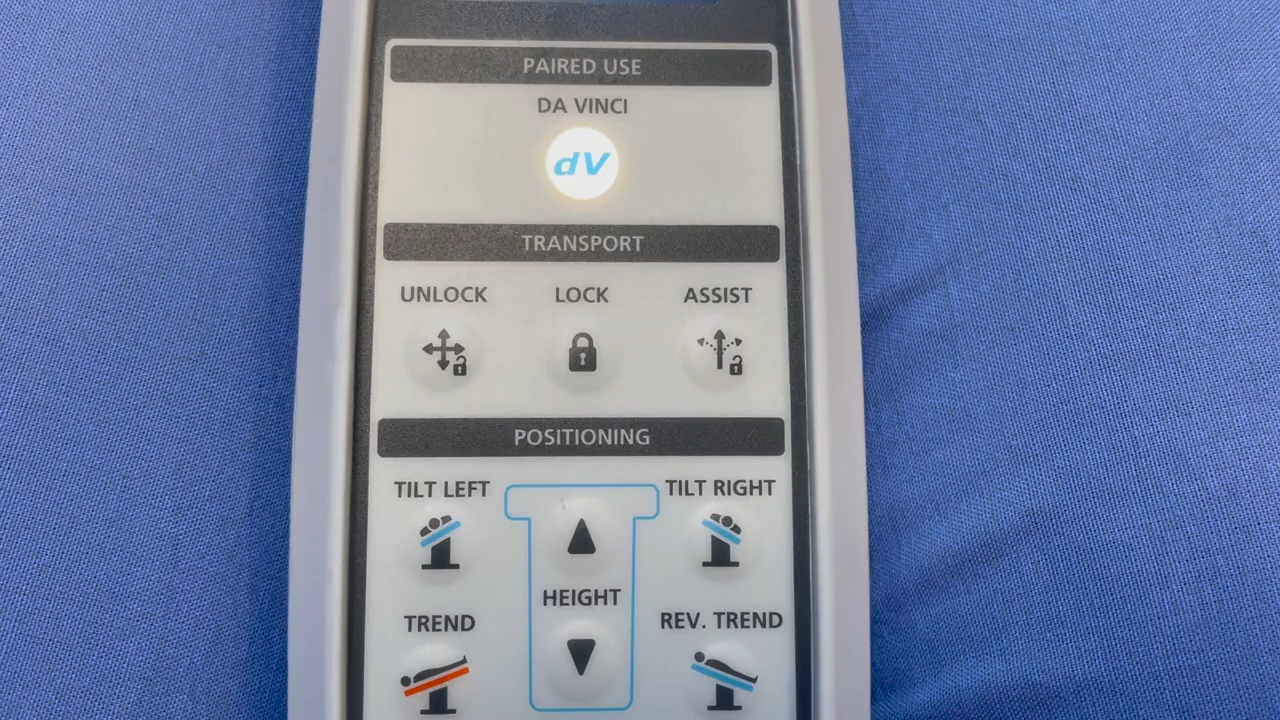 PAIRED USE
DA VINCI
dV
TRANSPORT
UNLOCK LOCK ASSIST
POSITIONING
TILT LEFT TILT RIGHT
HEIGHT
TREND REV. TREND